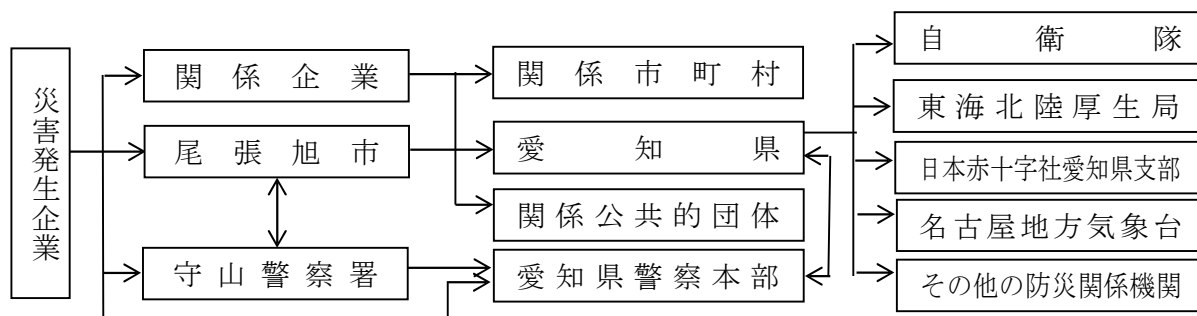 災害発生企業
関係企業
尾張旭市
守山警察署
関係市町村
愛知県
関係公共的団体
愛知県警察本部
自衛隊
東海北陸厚生局
日本赤十字社愛知県支部
名古屋地方気象台
その他の防災関係機関